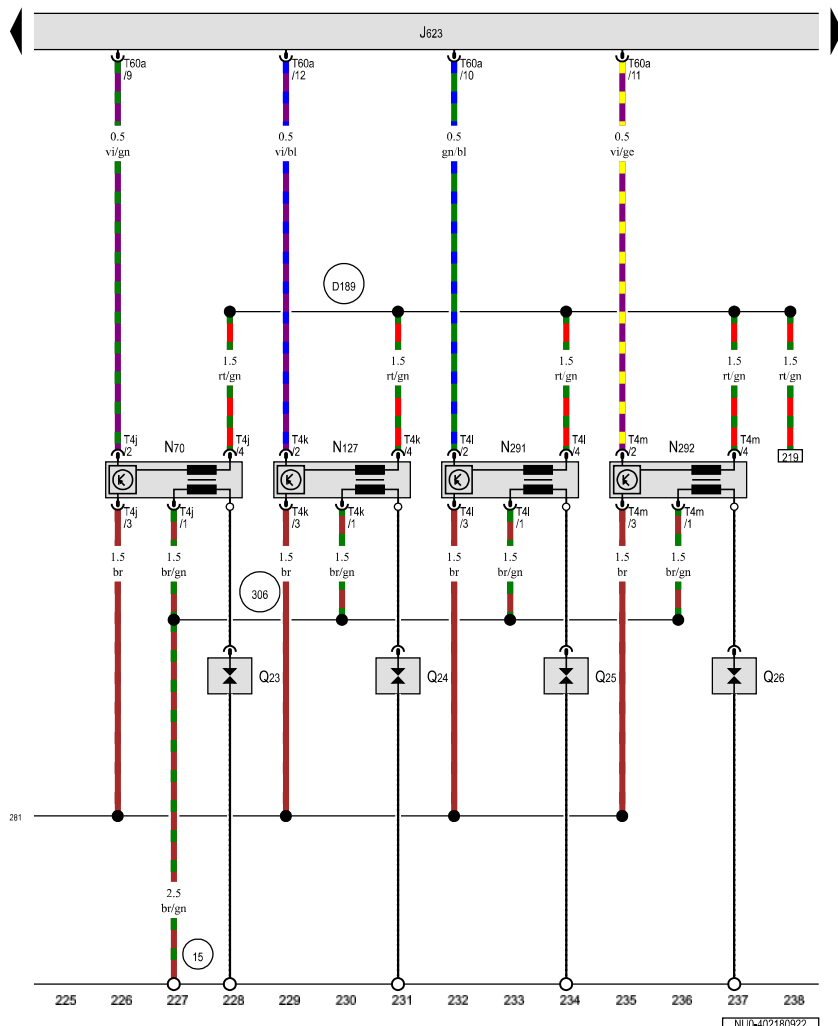 J623
T60a
/9
T60a
/12
T60a
/10
T60a
/11
0.5
vi/gn
0.5
vi/bl
0.5
gn/bl
0.5
vi/ge
D189
1.5
rt/gn
1.5
rt/gn
1.5
rt/gn
1.5
rt/gn
1.5
rt/gn
T4j
/2
N70
T4j
/4
T4k
/2
N127
T4k
/4
T4l
/2
N291
T4l
/4
T4m
/2
N292
T4m
/4
219
T4j
/3
T4j
/1
T4k
/3
T4k
/1
T4l
/3
T4l
/1
T4m
/3
T4m
/1
1.5
br
1.5
br/gn
1.5
br
1.5
br/gn
1.5
br
1.5
br/gn
1.5
br
1.5
br/gn
306
Q23
Q24
Q25
Q26
281
2.5
br/gn
15
225 226 227 228 229 230 231 232 233 234 235 236 237 238
NU0-402180922